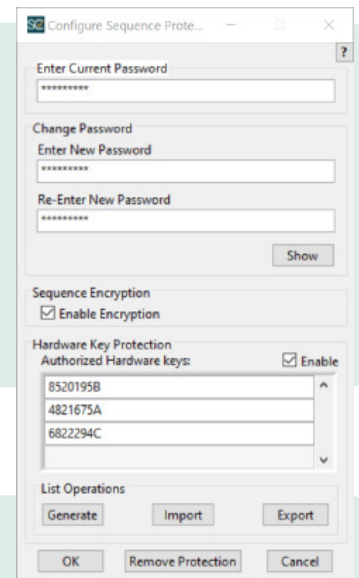 SC Configure Sequence Prote...
?
Enter Current Password
*********
Change Password
Enter New Password
*********
Re-Enter New Password
*********
Show
Sequence Encryption
Enable Encryption
Hardware Key Protection
Authorized Hardware keys: Enable
8520195B
4821675A
6822294C
List Operations
Generate Import Export
OK Remove Protection Cancel